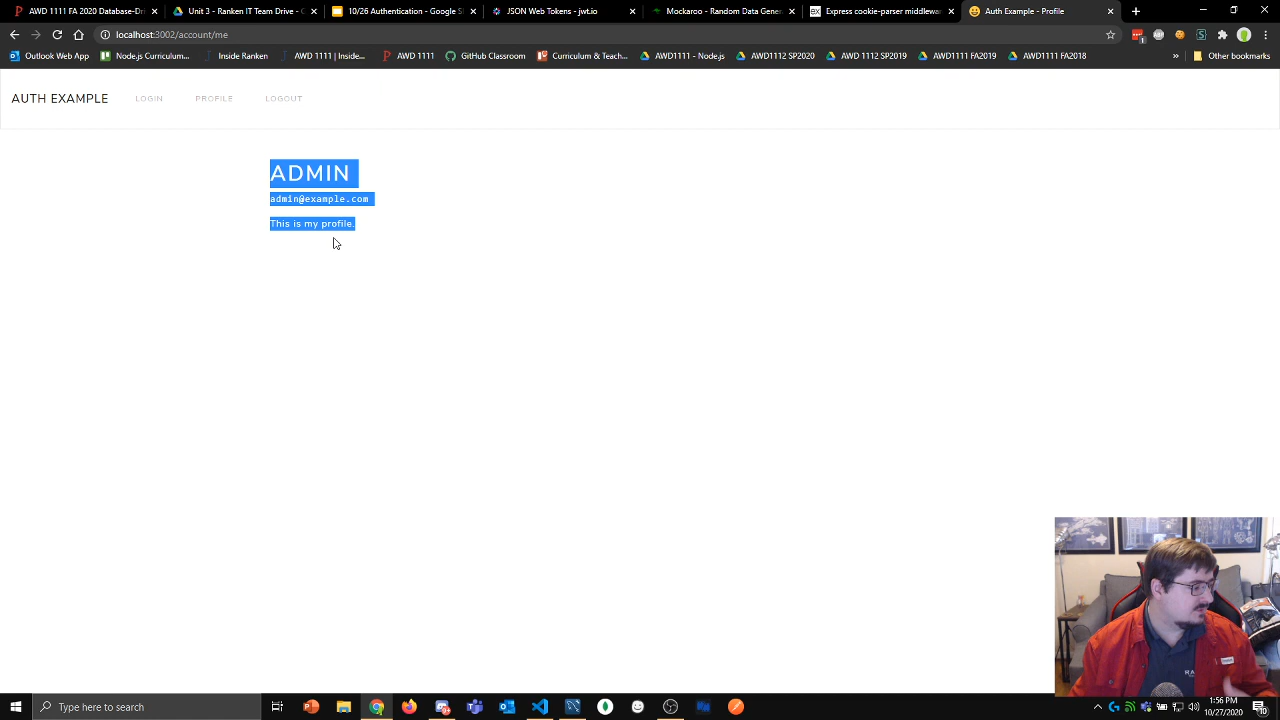 AWD 1111 FA 2020 Database-Dri
Unit 3 - Ranken IT Team Drive - G
10/26 Authentication - Google Sl
JSON Web Tokens - jwt.io
Mockaroo - Random Data Gener
Express cookie-parser middlewar
Auth Example - Profile
localhost:3002/account/me
Outlook Web App
Node.js Curriculum...
Inside Ranken
AWD 1111 | Inside...
AWD 1111
GitHub Classroom
Curriculum & Teach...
AWD1111 - Node.js
AWD1112 SP2020
AWD 1112 SP2019
AWD1111 FA2019
AWD1111 FA2018
Other bookmarks
AUTH EXAMPLE
LOGIN
PROFILE
LOGOUT
ADMIN
admin@example.com
This is my profile.
Type here to search
1:56 PM
10/27/2020